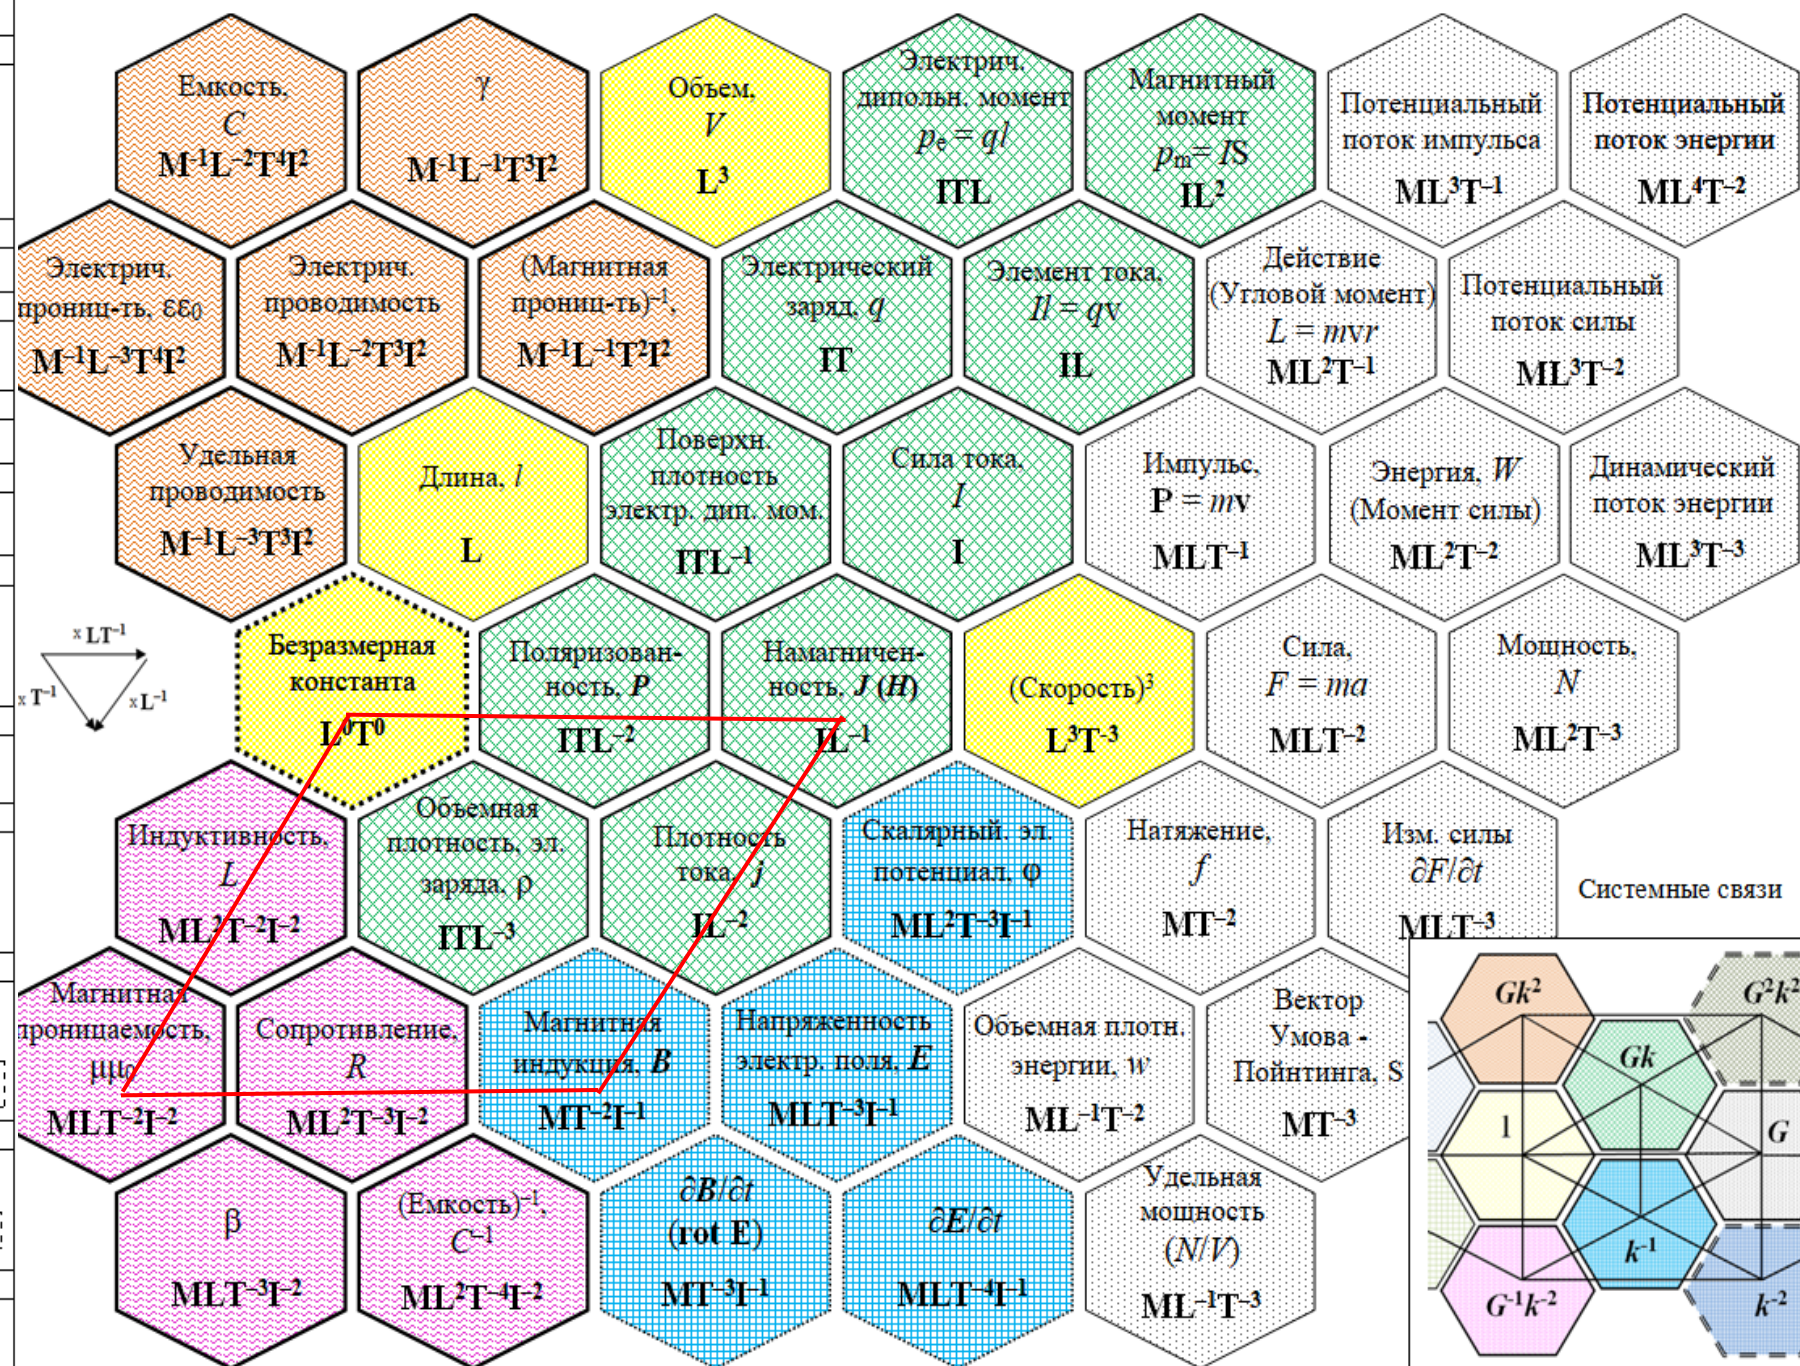 Емкость,
C
M⁻¹L⁻²T⁴I²
γ
M⁻¹L⁻¹T³I²
Объем,
V
L³
Электрич.
дипольн. момент
pₑ = ql
ITL
Магнитный
момент
pₘ= IS
IL²
Потенциальный
поток импульса
ML³T⁻¹
Потенциальный
поток энергии
ML⁴T⁻²
Электрич.
прониц-ть, εε₀
M⁻¹L⁻³T⁴I²
Электрич.
проводимость
M⁻¹L⁻²T³I²
(Магнитная
прониц-ть)⁻¹,
M⁻¹L⁻¹T²I²
Электрический
заряд, q
IT
Элемент тока,
Il = qv
IL
Действие
(Угловой момент)
L = mvr
ML²T⁻¹
Потенциальный
поток силы
ML³T⁻²
Удельная
проводимость
M⁻¹L⁻³T³I²
Длина, l
L
Поверхн.
плотность
электр. дип. мом.
ITL⁻¹
Сила тока,
I
I
Импульс,
P = mv
MLT⁻¹
Энергия, W
(Момент силы)
ML²T⁻²
Динамический
поток энергии
ML³T⁻³
x LT⁻¹
x T⁻¹
xL⁻¹
Безразмерная
константа
L⁰T⁰
Поляризован-
ность, P
ITL⁻²
Намагничен-
ность, J (H)
IL⁻¹
(Скорость)³
L³T⁻³
Сила,
F = ma
MLT⁻²
Мощность,
N
ML²T⁻³
Индуктивность,
L
ML²T⁻²I⁻²
Объемная
плотность, эл.
заряда, ρ
ITL⁻³
Плотность
тока, j
IL⁻²
Скалярный. эл.
потенциал, φ
ML²T⁻³I⁻¹
Натяжение,
f
MT⁻²
Изм. силы
∂F/∂t
MLT⁻³
Системные связи
Магнитная
проницаемость,
μμ₀
MLT⁻²I⁻²
Сопротивление,
R
ML²T⁻³I⁻²
Магнитная
индукция, B
MT⁻²I⁻¹
Напряженность
электр. поля, E
MLT⁻³I⁻¹
Объемная плотн.
энергии, w
ML⁻¹T⁻²
Вектор
Умова -
Пойнтинга, S
MT⁻³
β
MLT⁻³I⁻²
(Емкость)⁻¹,
C⁻¹
ML²T⁻⁴I⁻²
∂B/∂t
(rot E)
MT⁻³I⁻¹
∂E/∂t
MLT⁻⁴I⁻¹
Удельная
мощность
(N/V)
ML⁻¹T⁻³
Gk²
G²k²
Gk
1
G
k⁻¹
G⁻¹k⁻²
k⁻²